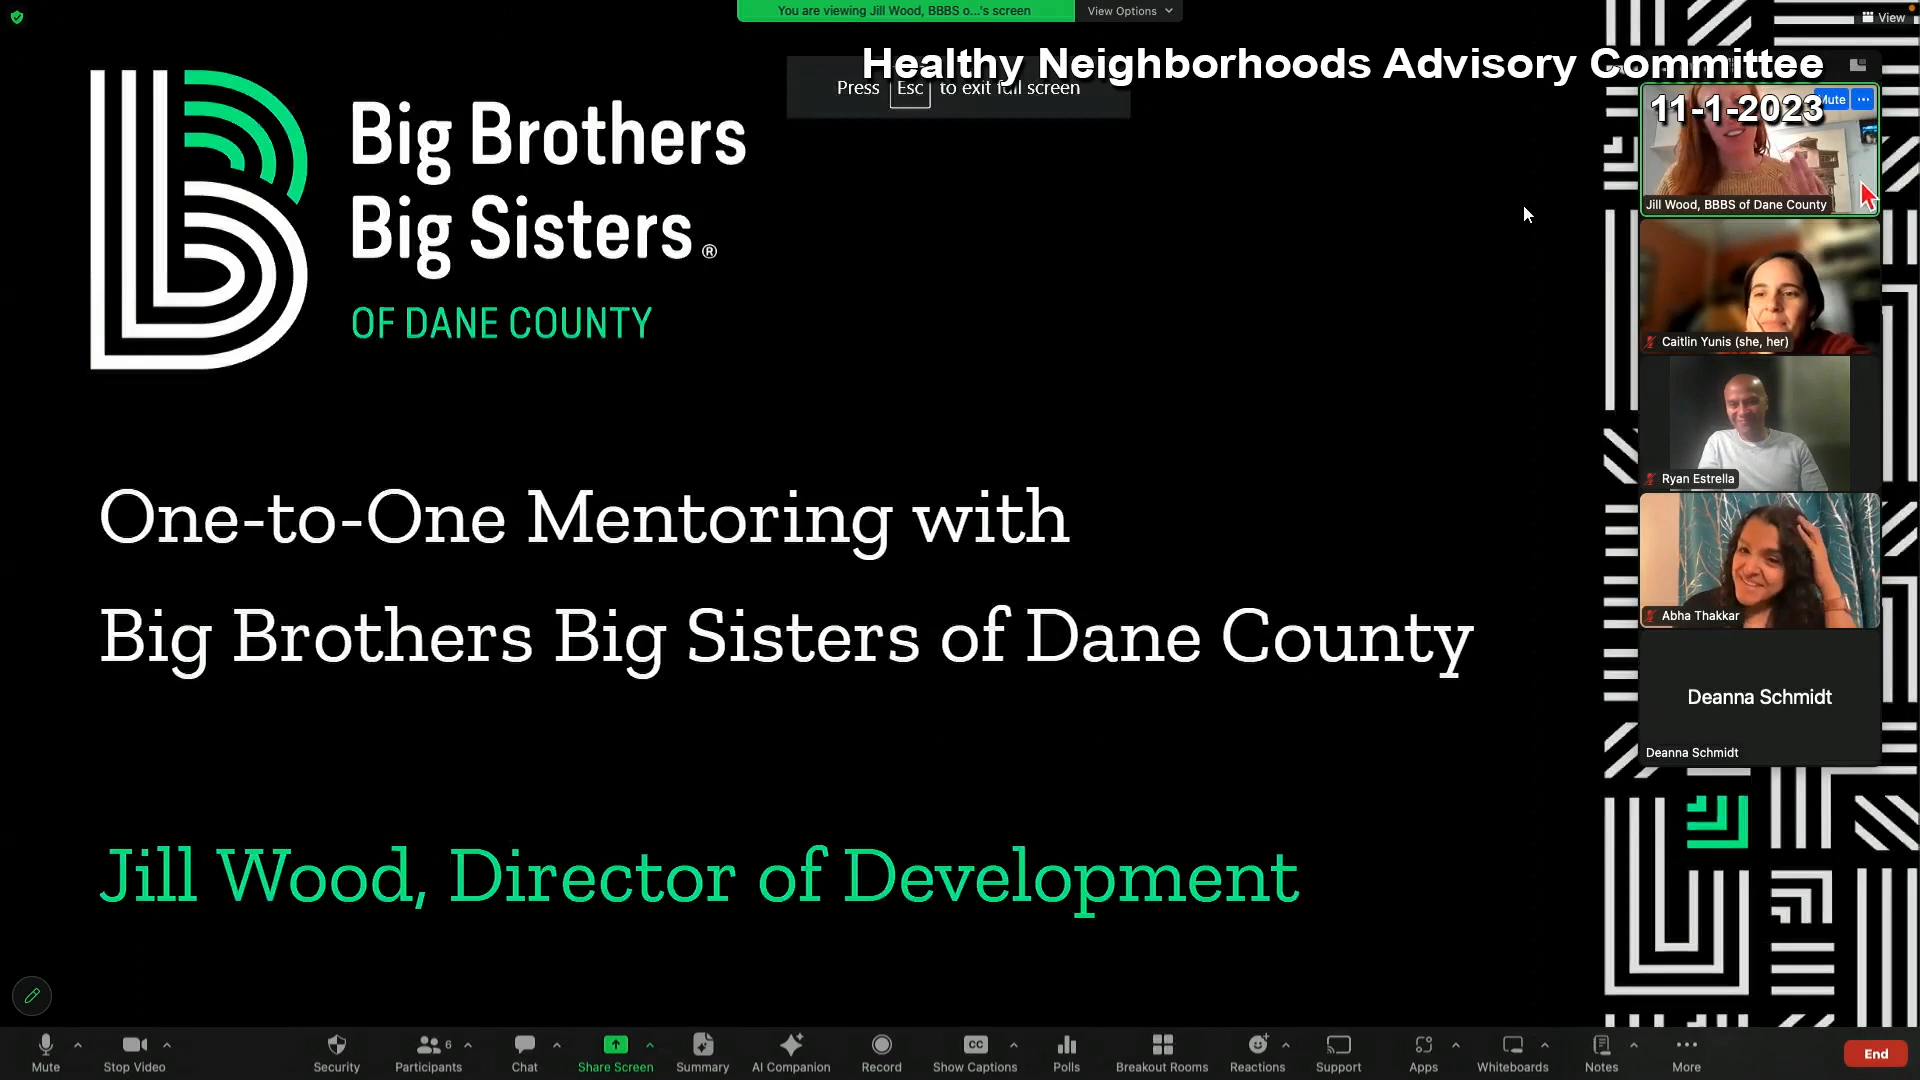 You are viewing Jill Wood, BBBS o...'s screen
View Options
View
Healthy Neighborhoods Advisory Committee
11-1-2023
Press Esc to exit full screen
Big Brothers
Big Sisters®
OF DANE COUNTY
Mute
Jill Wood, BBBS of Dane County
Caitlin Yunis (she, her)
Ryan Estrella
Abha Thakkar
Deanna Schmidt
Deanna Schmidt
One-to-One Mentoring with
Big Brothers Big Sisters of Dane County
Jill Wood, Director of Development
Mute
Stop Video
Security
Participants 6
Chat
Share Screen
Summary
AI Companion
Record
CC
Show Captions
Polls
Breakout Rooms
Reactions
Support
Apps
Whiteboards
Notes
More
End